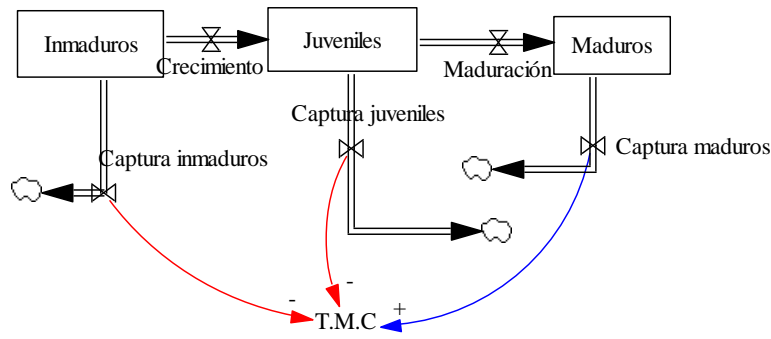 Inmaduros
Juveniles
Maduros
Crecimiento
Maduración
Captura juveniles
Captura inmaduros
Captura maduros
-
-
+
T.M.C